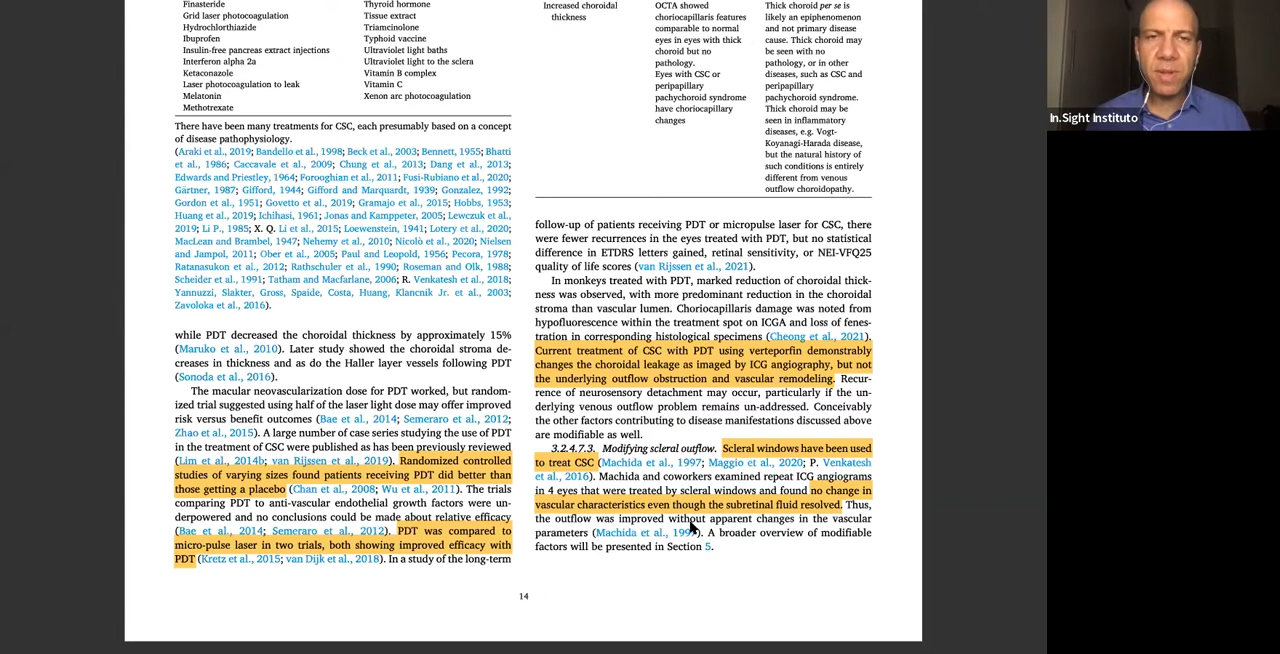 Finasteride
Grid laser photocoagulation
Hydrochlorthiazide
Ibuprofen
Insulin-free pancreas extract injections
Interferon alpha 2a
Ketaconazole
Laser photocoagulation to leak
Melatonin
Methotrexate
Thyroid hormone
Tissue extract
Triamcinolone
Typhoid vaccine
Ultraviolet light baths
Ultraviolet light to the sclera
Vitamin B complex
Vitamin C
Xenon arc photocoagulation
There have been many treatments for CSC, each presumably based on a concept
of disease pathophysiology.
(Araki et al., 2019; Bandello et al., 1998; Beck et al., 2003; Bennett, 1955; Bhatti
et al., 1986; Caccavale et al., 2009; Chung et al., 2013; Dang et al., 2013;
Edwards and Priestley, 1964; Forooghian et al., 2011; Fusi-Rubiano et al., 2020;
Gärtner, 1987; Gifford, 1944; Gifford and Marquardt, 1939; Gonzalez, 1992;
Gordon et al., 1951; Govetto et al., 2019; Gramajo et al., 2015; Hobbs, 1953;
Huang et al., 2019; Ichihasi, 1961; Jonas and Kamppeter, 2005; Lewczuk et al.,
2019; Li P., 1985; X. Q. Li et al., 2015; Loewenstein, 1941; Lotery et al., 2020;
MacLean and Brambel, 1947; Nehemy et al., 2010; Nicolò et al., 2020; Nielsen
and Jampol, 2011; Ober et al., 2005; Paul and Leopold, 1956; Pecora, 1978;
Ratanasukon et al., 2012; Rathschuler et al., 1990; Roseman and Olk, 1988;
Scheider et al., 1991; Tatham and Macfarlane, 2006; R. Venkatesh et al., 2018;
Yannuzzi, Slakter, Gross, Spaide, Costa, Huang, Klancnik Jr. et al., 2003;
Zavoloka et al., 2016).
while PDT decreased the choroidal thickness by approximately 15%
(Maruko et al., 2010). Later study showed the choroidal stroma de-
creases in thickness and as do the Haller layer vessels following PDT
(Sonoda et al., 2016).
The macular neovascularization dose for PDT worked, but random-
ized trial suggested using half of the laser light dose may offer improved
risk versus benefit outcomes (Bae et al., 2014; Semeraro et al., 2012;
Zhao et al., 2015). A large number of case series studying the use of PDT
in the treatment of CSC were published as has been previously reviewed
(Lim et al., 2014b; van Rijssen et al., 2019). Randomized controlled
studies of varying sizes found patients receiving PDT did better than
those getting a placebo (Chan et al., 2008; Wu et al., 2011). The trials
comparing PDT to anti-vascular endothelial growth factors were un-
derpowered and no conclusions could be made about relative efficacy
(Bae et al., 2014; Semeraro et al., 2012). PDT was compared to
micro-pulse laser in two trials, both showing improved efficacy with
PDT (Kretz et al., 2015; van Dijk et al., 2018). In a study of the long-term
Increased choroidal
thickness
OCTA showed
choriocapillaris features
comparable to normal
eyes in eyes with thick
choroid but no
pathology.
Eyes with CSC or
peripapillary
pachychoroid syndrome
have choriocapillary
changes
Thick choroid per se is
likely an epiphenomenon
and not primary disease
cause. Thick choroid may
be seen with no
pathology, or in other
diseases, such as CSC and
peripapillary
pachychoroid syndrome.
Thick choroid may be
seen in inflammatory
diseases, e.g. Vogt-
Koyanagi-Harada disease,
but the natural history of
such conditions is entirely
different from venous
outflow choroidopathy.
follow-up of patients receiving PDT or micropulse laser for CSC, there
were fewer recurrences in the eyes treated with PDT, but no statistical
difference in ETDRS letters gained, retinal sensitivity, or NEI-VFQ25
quality of life scores (van Rijssen et al., 2021).
In monkeys treated with PDT, marked reduction of choroidal thick-
ness was observed, with more predominant reduction in the choroidal
stroma than vascular lumen. Choriocapillaris damage was noted from
hypofluorescence within the treatment spot on ICGA and loss of fenes-
tration in corresponding histological specimens (Cheong et al., 2021).
Current treatment of CSC with PDT using verteporfin demonstrably
changes the choroidal leakage as imaged by ICG angiography, but not
the underlying outflow obstruction and vascular remodeling. Recur-
rence of neurosensory detachment may occur, particularly if the un-
derlying venous outflow problem remains un-addressed. Conceivably
the other factors contributing to disease manifestations discussed above
are modifiable as well.
3.2.4.7.3. Modifying scleral outflow. Scleral windows have been used
to treat CSC (Machida et al., 1997; Maggio et al., 2020; P. Venkatesh
et al., 2016). Machida and coworkers examined repeat ICG angiograms
in 4 eyes that were treated by scleral windows and found no change in
vascular characteristics even though the subretinal fluid resolved. Thus,
the outflow was improved without apparent changes in the vascular
parameters (Machida et al., ). A broader overview of modifiable
factors will be presented in Section 5.
14
In.Sight Instituto